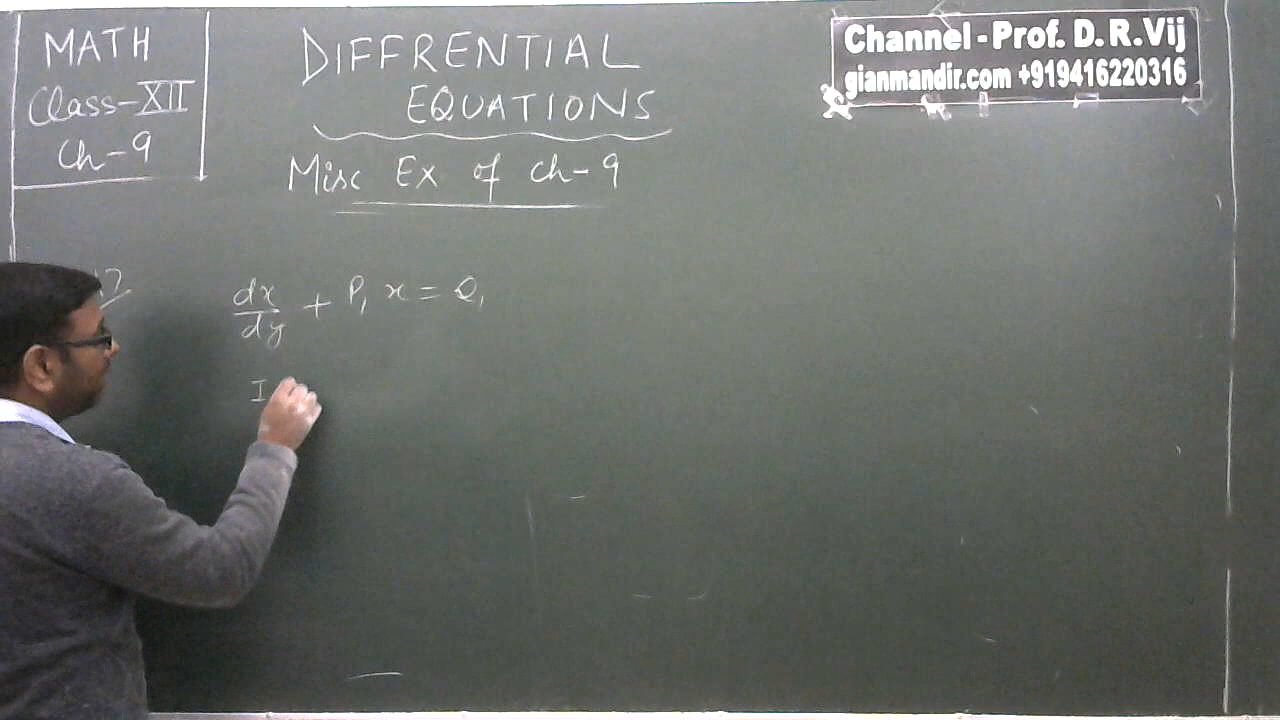 MATH
Class-XII
Ch-9
DIFFRENTIAL
EQUATIONS
Misc Ex of ch-9
Channel - Prof. D. R. Vij
gianmandir.com +919416220316
dx/dy + P₁ x = Q₁
I